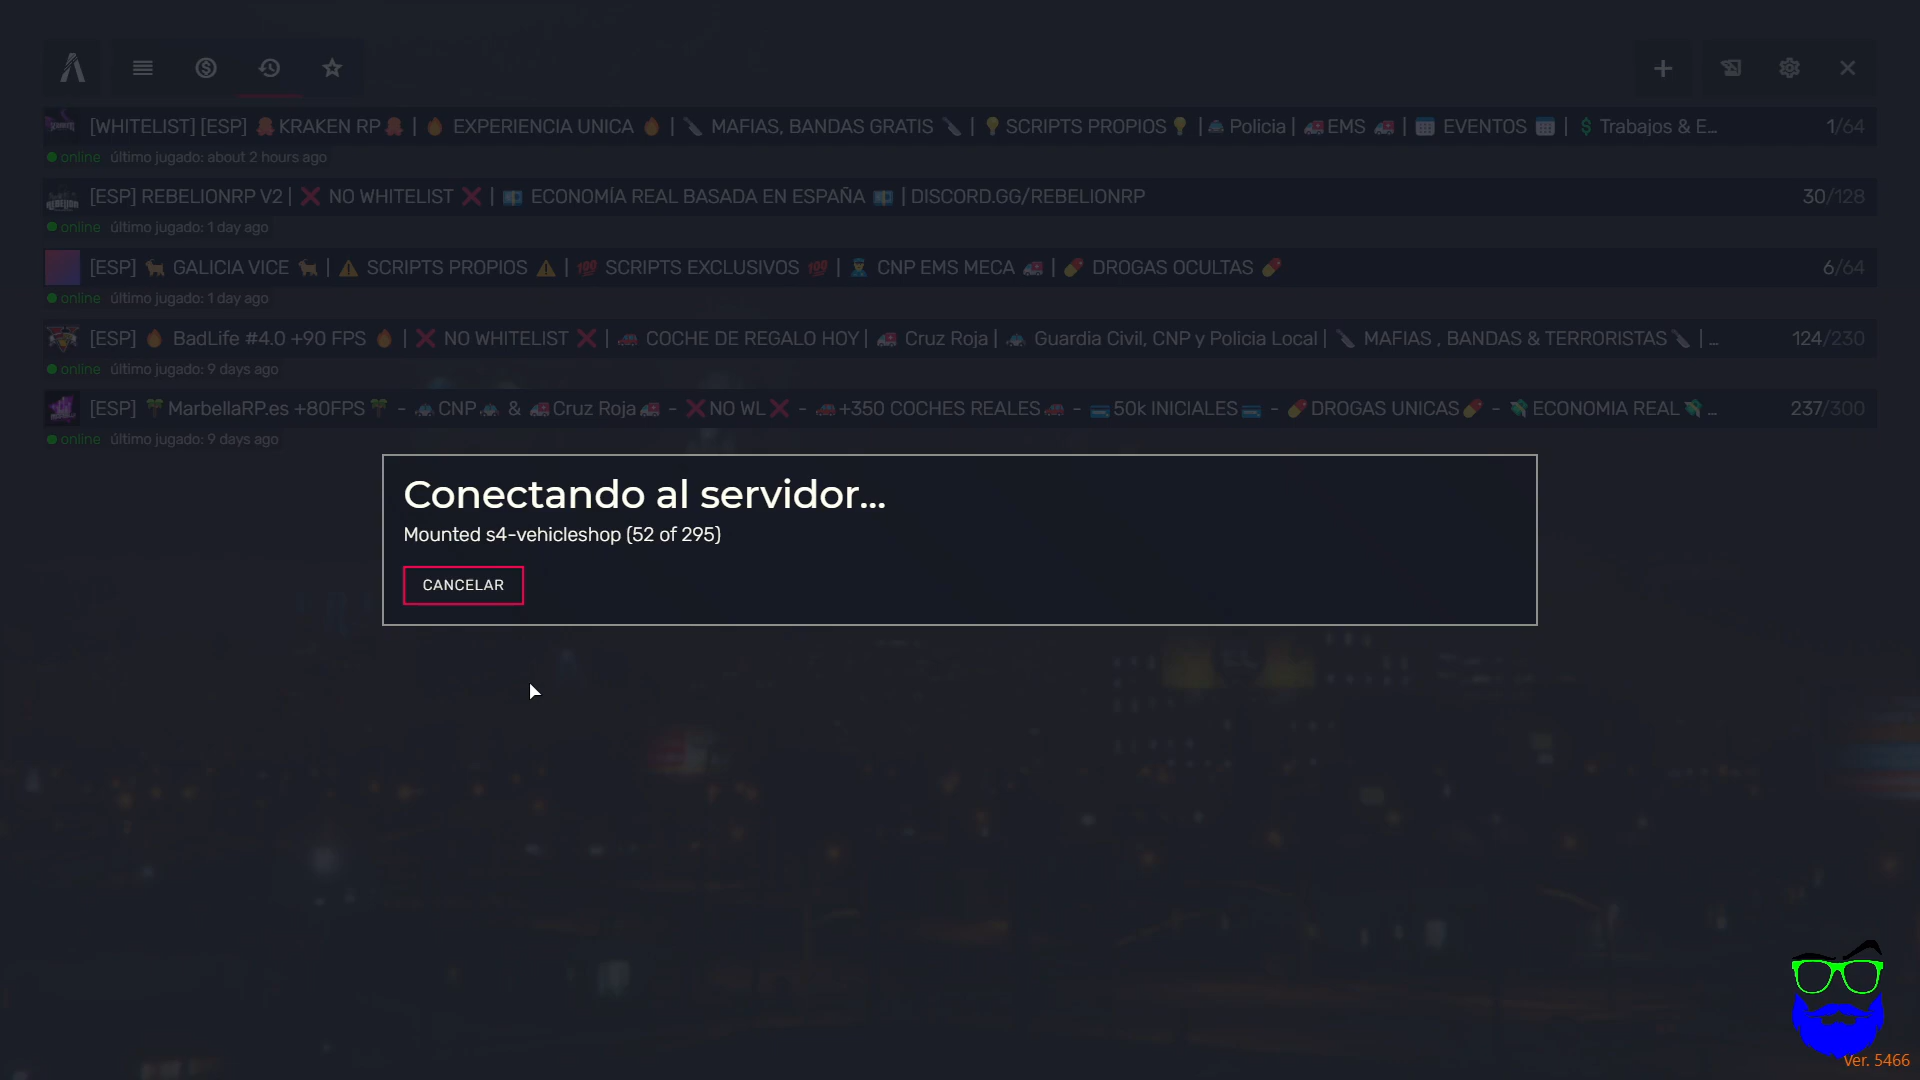 [WHITELIST] [ESP] 🐙KRAKEN RP🐙 | 🔥 EXPERIENCIA UNICA 🔥 | 🔪 MAFIAS, BANDAS GRATIS 🔪 | 💡SCRIPTS PROPIOS💡 |🚔Policia| 🚑EMS 🚑 | 📅 EVENTOS 📅 | 💲 Trabajos & E... 1/64
online último jugado: about 2 hours ago
[ESP] REBELIONRP V2 | ❌ NO WHITELIST ❌ | 💶 ECONOMÍA REAL BASADA EN ESPAÑA 💶 | DISCORD.GG/REBELIONRP 30/128
online último jugado: 1 day ago
[ESP] 🐐 GALICIA VICE 🐐 | ⚠️ SCRIPTS PROPIOS ⚠️ | 💯 SCRIPTS EXCLUSIVOS 💯 | 👮 CNP EMS MECA 🚑 | 💊 DROGAS OCULTAS 💊 6/64
online último jugado: 1 day ago
[ESP] 🔥 BadLife #4.0 +90 FPS 🔥 | ❌ NO WHITELIST ❌ | 🚗 COCHE DE REGALO HOY | 🚑 Cruz Roja | 🚓 Guardia Civil, CNP y Policia Local | 🔪 MAFIAS , BANDAS & TERRORISTAS🔪 | ... 124/230
online último jugado: 9 days ago
[ESP] 🌴MarbellaRP.es +80FPS🌴 - 🚓CNP🚓 & 🚑Cruz Roja🚑 - ❌NO WL❌ - 🚗+350 COCHES REALES🚗 - 💳50k INICIALES💳 - 💊DROGAS UNICAS💊 - 💸ECONOMIA REAL💸 ... 237/300
online último jugado: 9 days ago
Conectando al servidor...
Mounted s4-vehicleshop (52 of 295)
CANCELAR
Ver. 5466